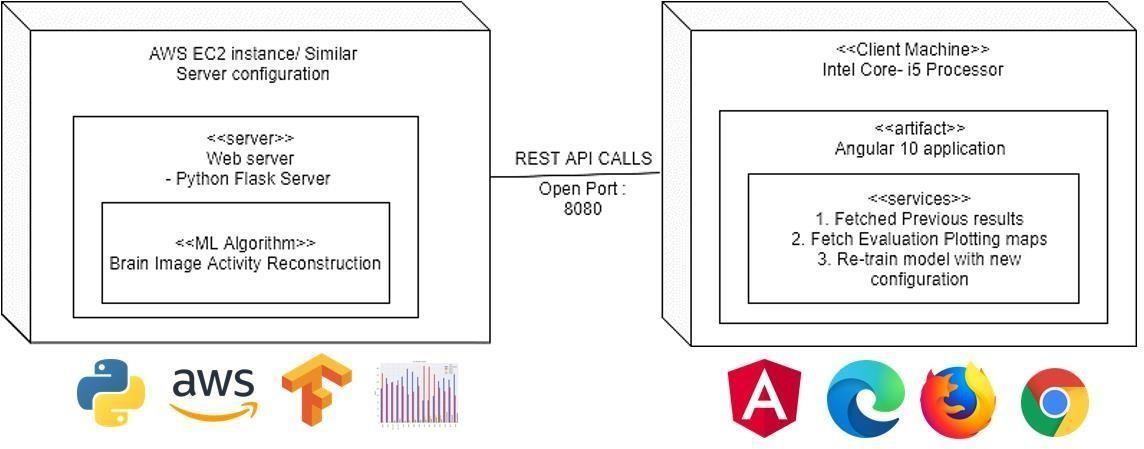 AWS EC2 instance/ Similar
Server configuration
<<server>>
Web server
- Python Flask Server
<<ML Algorithm>>
Brain Image Activity Reconstruction
REST API CALLS
Open Port :
8080
<<Client Machine>>
Intel Core- i5 Processor
<<artifact>>
Angular 10 application
<<services>>
1. Fetched Previous results
2. Fetch Evaluation Plotting maps
3. Re-train model with new
configuration
aws
A